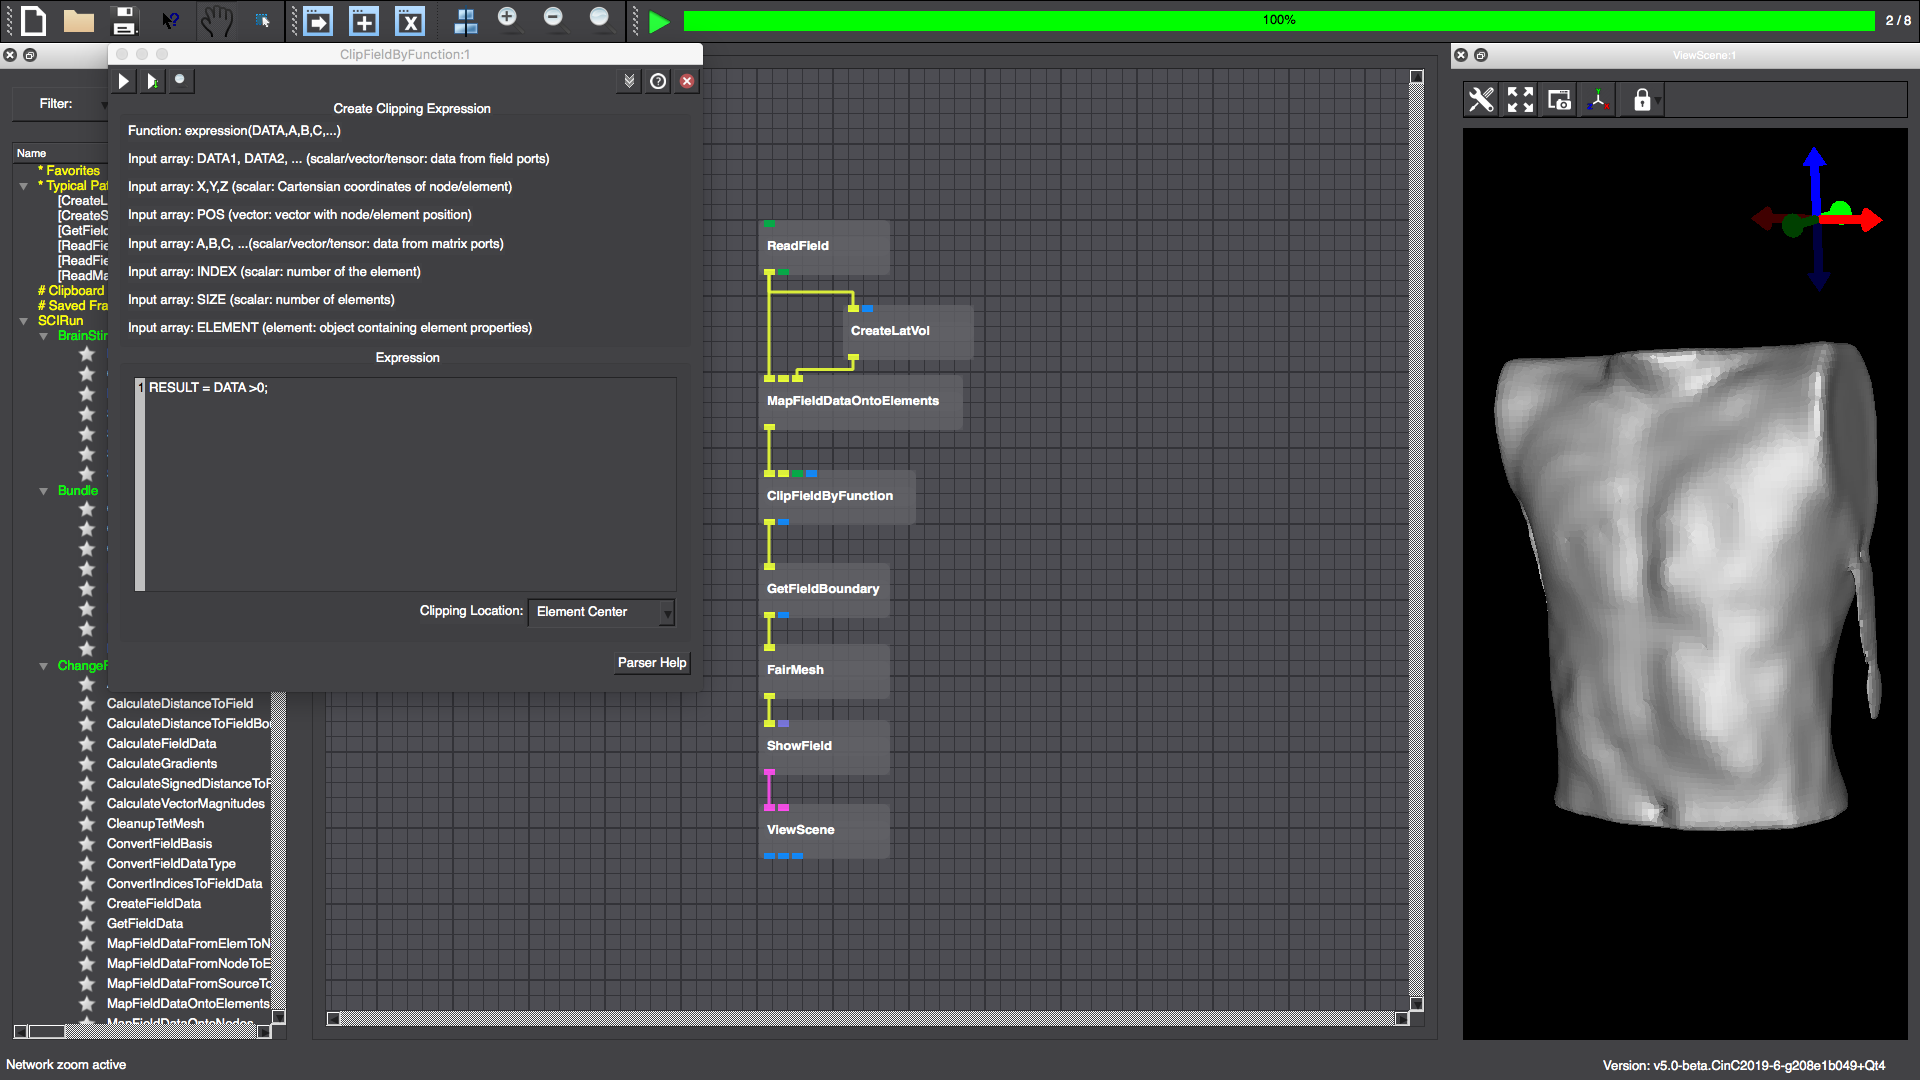 100%
2 / 8
ClipFieldByFunction:1
ViewScene:1
Filter:
Create Clipping Expression
Function: expression(DATA,A,B,C,...)
Input array: DATA1, DATA2, ... (scalar/vector/tensor: data from field ports)
Input array: X,Y,Z (scalar: Cartensian coordinates of node/element)
Input array: POS (vector: vector with node/element position)
Input array: A,B,C, ...(scalar/vector/tensor: data from matrix ports)
Input array: INDEX (scalar: number of the element)
Input array: SIZE (scalar: number of elements)
Input array: ELEMENT (element: object containing element properties)
Expression
1 RESULT = DATA >0;
Clipping Location: Element Center
Parser Help
Name
* Favorites
* Typical Pat
[CreateL
[CreateS
[GetField
[ReadFie
[ReadFie
[ReadMa
# Clipboard
# Saved Fra
SCIRun
BrainStim
Bundle
ChangeF
CalculateDistanceToField
CalculateDistanceToFieldBo
CalculateFieldData
CalculateGradients
CalculateSignedDistanceToF
CalculateVectorMagnitudes
CleanupTetMesh
ConvertFieldBasis
ConvertFieldDataType
ConvertIndicesToFieldData
CreateFieldData
GetFieldData
MapFieldDataFromElemToN
MapFieldDataFromNodeToE
MapFieldDataFromSourceTo
MapFieldDataOntoElements
MapFieldDataOntoNodes
ReadField
CreateLatVol
MapFieldDataOntoElements
ClipFieldByFunction
GetFieldBoundary
FairMesh
ShowField
ViewScene
Network zoom active
Version: v5.0-beta.CinC2019-6-g208e1b049+Qt4